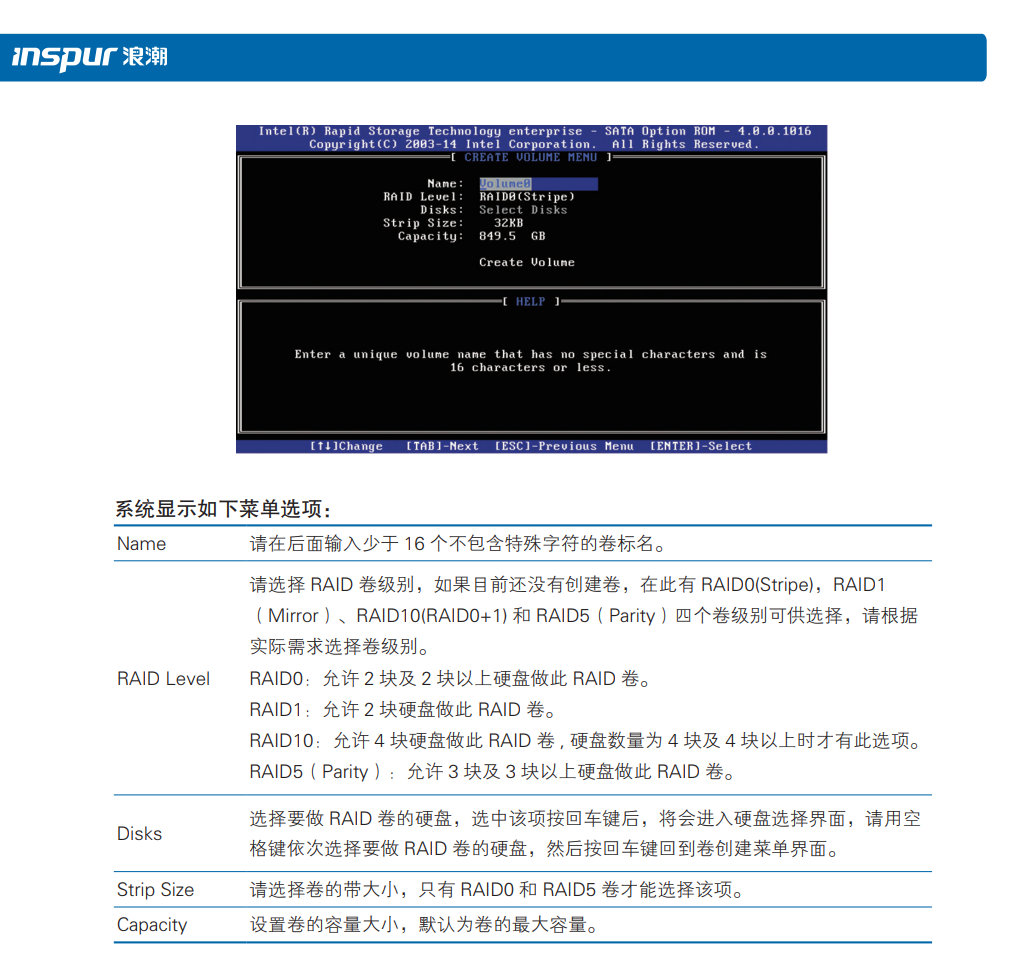 inspur 浪潮
Intel(R) Rapid Storage Technology enterprise - SATA Option ROM - 4.0.0.1016
Copyright(C) 2003-14 Intel Corporation. All Rights Reserved.
[ CREATE VOLUME MENU ]
Name: Volume0
RAID Level: RAID0(Stripe)
Disks: Select Disks
Strip Size: 32KB
Capacity: 849.5 GB
Create Volume
[ HELP ]
Enter a unique volume name that has no special characters and is
16 characters or less.
[↑↓]Change [TAB]-Next [ESC]-Previous Menu [ENTER]-Select
系统显示如下菜单选项：
Name 请在后面输入少于 16 个不包含特殊字符的卷标名。
请选择 RAID 卷级别，如果目前还没有创建卷，在此有 RAID0(Stripe)，RAID1
（Mirror）、RAID10(RAID0+1) 和 RAID5（Parity）四个卷级别可供选择，请根据
实际需求选择卷级别。
RAID Level RAID0：允许 2 块及 2 块以上硬盘做此 RAID 卷。
RAID1：允许 2 块硬盘做此 RAID 卷。
RAID10：允许 4 块硬盘做此 RAID 卷 , 硬盘数量为 4 块及 4 块以上时才有此选项。
RAID5（Parity）：允许 3 块及 3 块以上硬盘做此 RAID 卷。
Disks 选择要做 RAID 卷的硬盘，选中该项按回车键后，将会进入硬盘选择界面，请用空
格键依次选择要做 RAID 卷的硬盘，然后按回车键回到卷创建菜单界面。
Strip Size 请选择卷的带大小，只有 RAID0 和 RAID5 卷才能选择该项。
Capacity 设置卷的容量大小，默认为卷的最大容量。